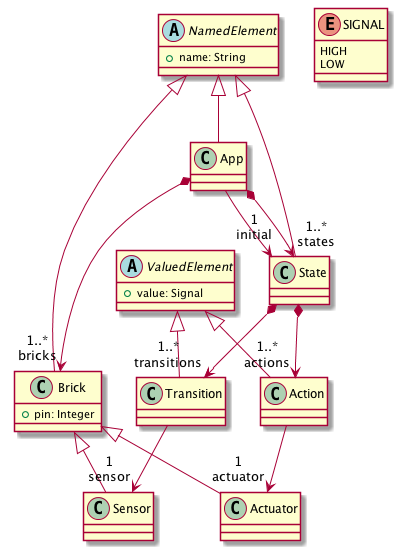 A NamedElement
name: String
E SIGNAL
HIGH
LOW
C App
1
initial
1..*
states
A ValuedElement
value: Signal
C State
1..*
bricks
1..*
transitions
1..*
actions
C Brick
pin: Integer
C Transition
C Action
1
sensor
1
actuator
C Sensor
C Actuator